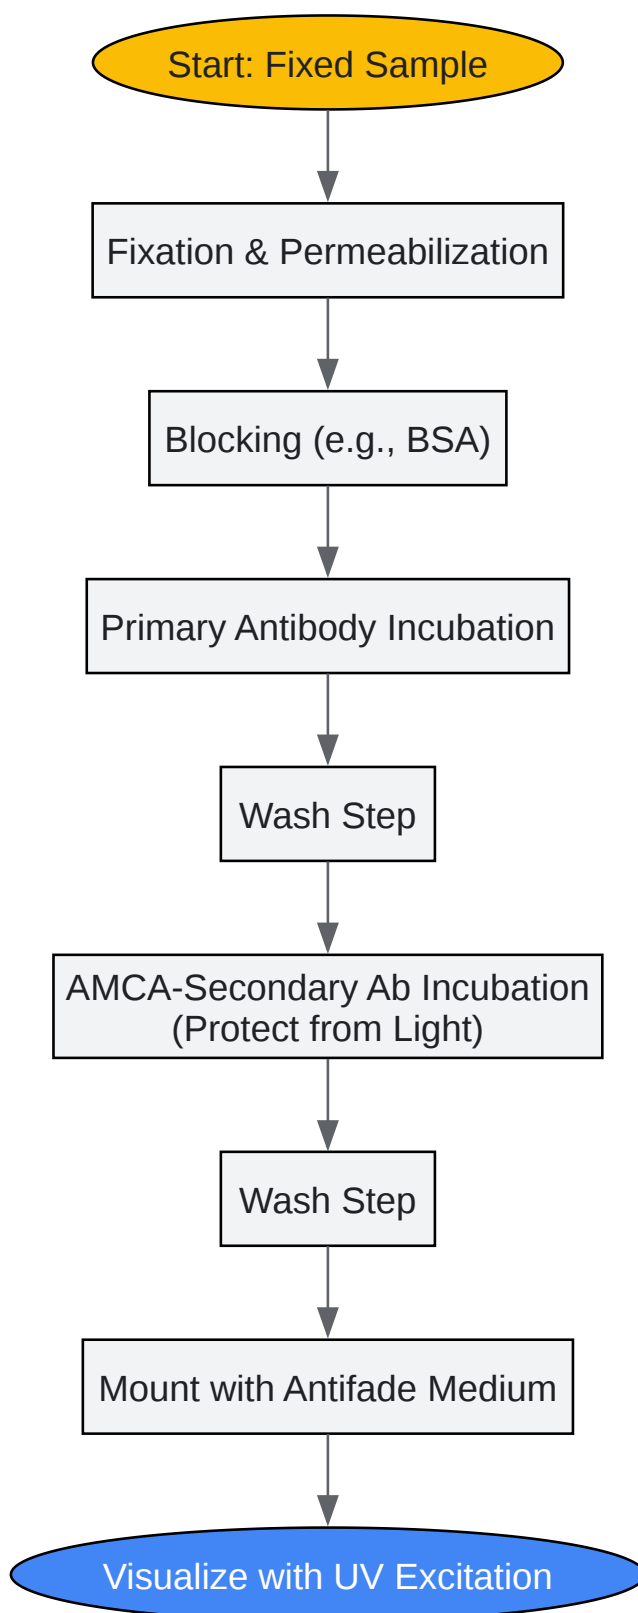 Start: Fixed Sample
Fixation & Permeabilization
Blocking (e.g., BSA)
Primary Antibody Incubation
Wash Step
AMCA-Secondary Ab Incubation
(Protect from Light)
Wash Step
Mount with Antifade Medium
Visualize with UV Excitation